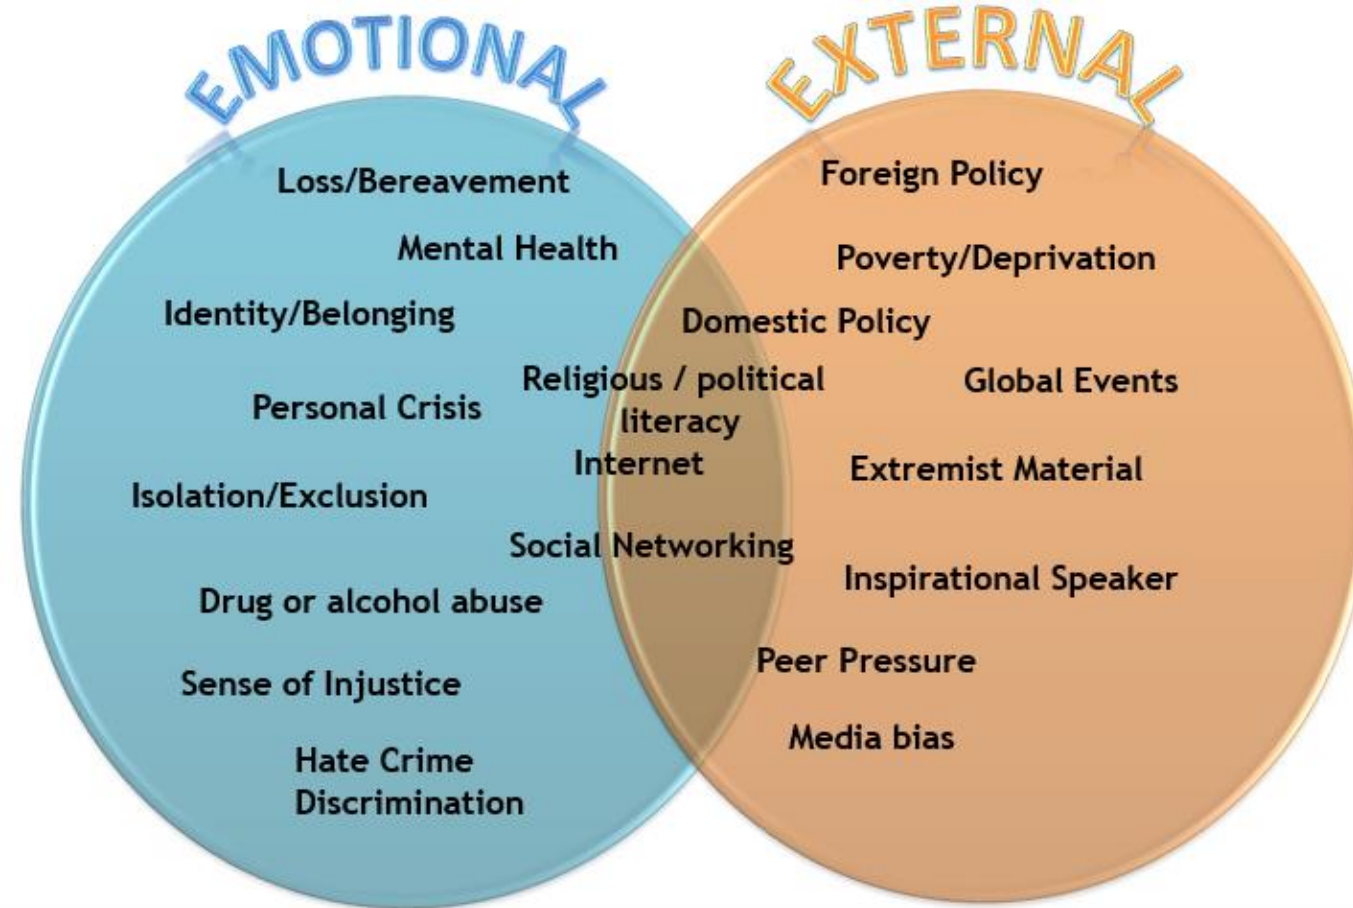 EMOTIONAL
EXTERNAL
Loss/Bereavement
Mental Health
Identity/Belonging
Personal Crisis
Isolation/Exclusion
Drug or alcohol abuse
Sense of Injustice
Hate Crime
Discrimination
Religious / political
literacy
Internet
Social Networking
Foreign Policy
Poverty/Deprivation
Domestic Policy
Global Events
Extremist Material
Inspirational Speaker
Peer Pressure
Media bias